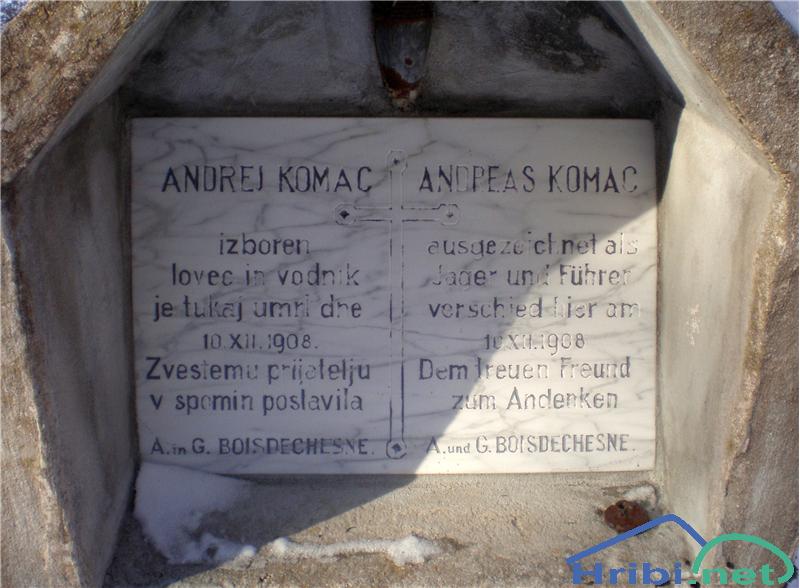 ANDREJ KOMAC
izboren
lovec in vodnik
je tukaj umrl dne
10.XII.1908.
Zvestemu prijatelju
v spomin postavila
A. in G. BOISDECHESNE.
ANDREAS KOMAC
ausgezeichnet als
Jäger und Führer
verschied hier am
10.XII.1908
Dem treuen Freund
zum Andenken
A. und G. BOISDECHESNE.
Hribi.net